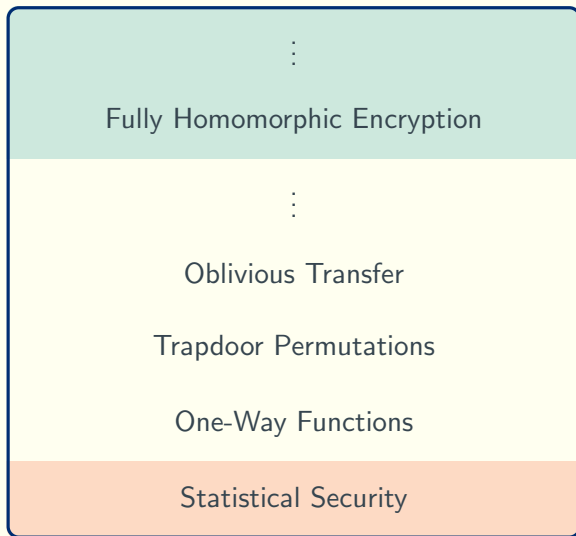 ⋮
Fully Homomorphic Encryption
⋮
Oblivious Transfer
Trapdoor Permutations
One-Way Functions
Statistical Security